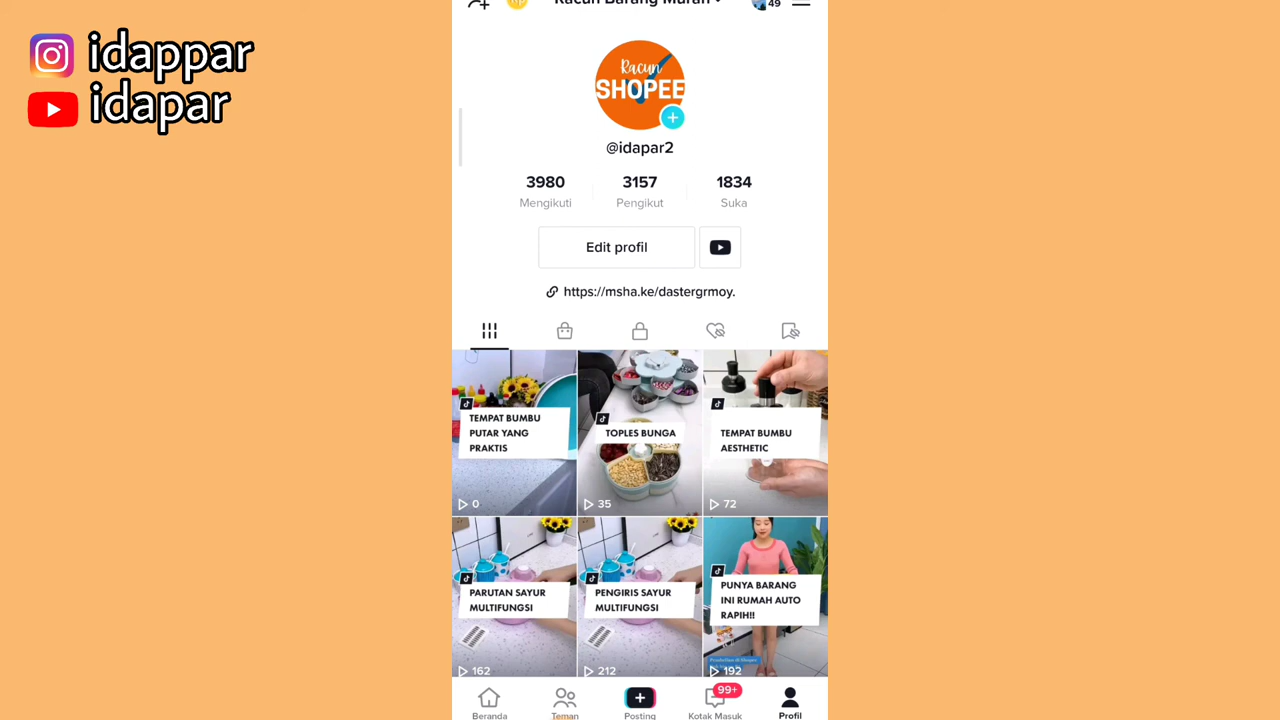 idappar
idapar
Racun Barang Murah
49
Racun
SHOPEE
@idapar2
3980
Mengikuti
3157
Pengikut
1834
Suka
Edit profil
https://msha.ke/dastergrmoy.
TEMPAT BUMBU
PUTAR YANG
PRAKTIS
0
TOPLES BUNGA
35
TEMPAT BUMBU
AESTHETIC
72
PARUTAN SAYUR
MULTIFUNGSI
162
PENGIRIS SAYUR
MULTIFUNGSI
212
PUNYA BARANG
INI RUMAH AUTO
RAPIH!!
192
Beranda
Teman
Posting
99+
Kotak Masuk
Profil